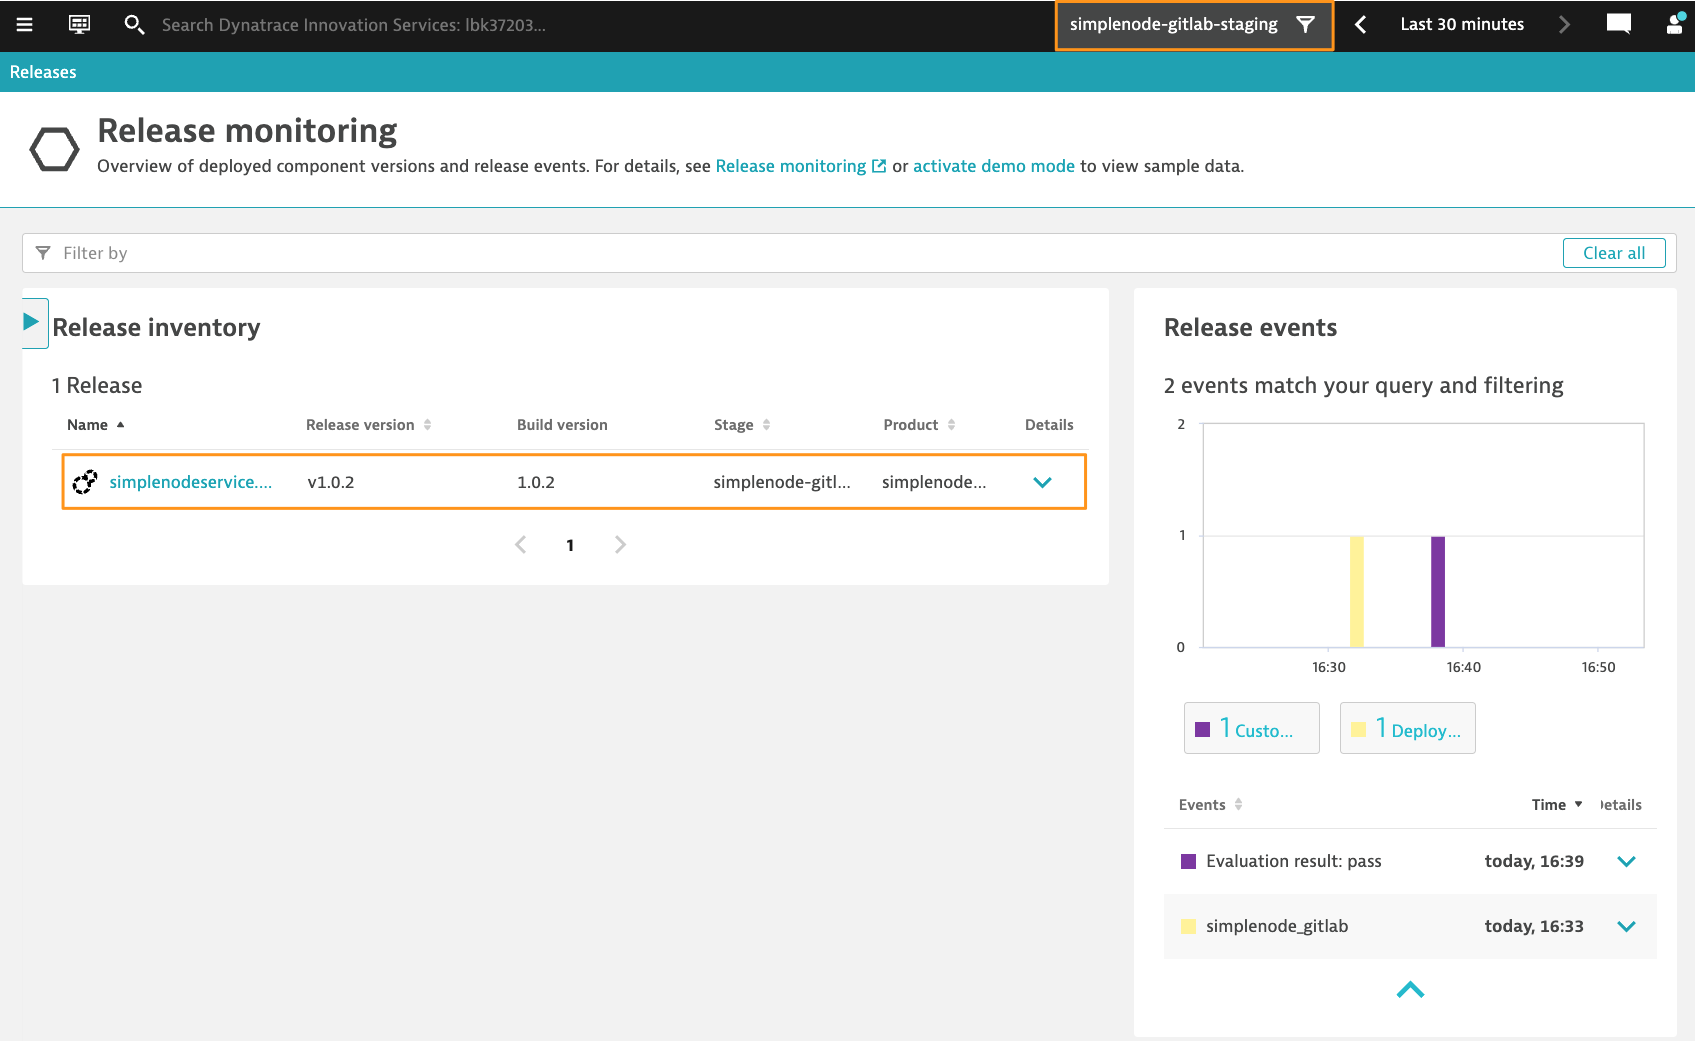 Search Dynatrace Innovation Services: lbk37203...
simplenode-gitlab-staging
Last 30 minutes
Releases
Release monitoring
Overview of deployed component versions and release events. For details, see Release monitoring or activate demo mode to view sample data.
Filter by
Clear all
Release inventory
1 Release
Name Release version Build version Stage Product Details
simplenodeservice.... v1.0.2 1.0.2 simplenode-gitl... simplenode...
1
Release events
2 events match your query and filtering
2
1
0
16:30 16:40 16:50
1 Custo... 1 Deploy...
Events Time etails
Evaluation result: pass today, 16:39
simplenode_gitlab today, 16:33